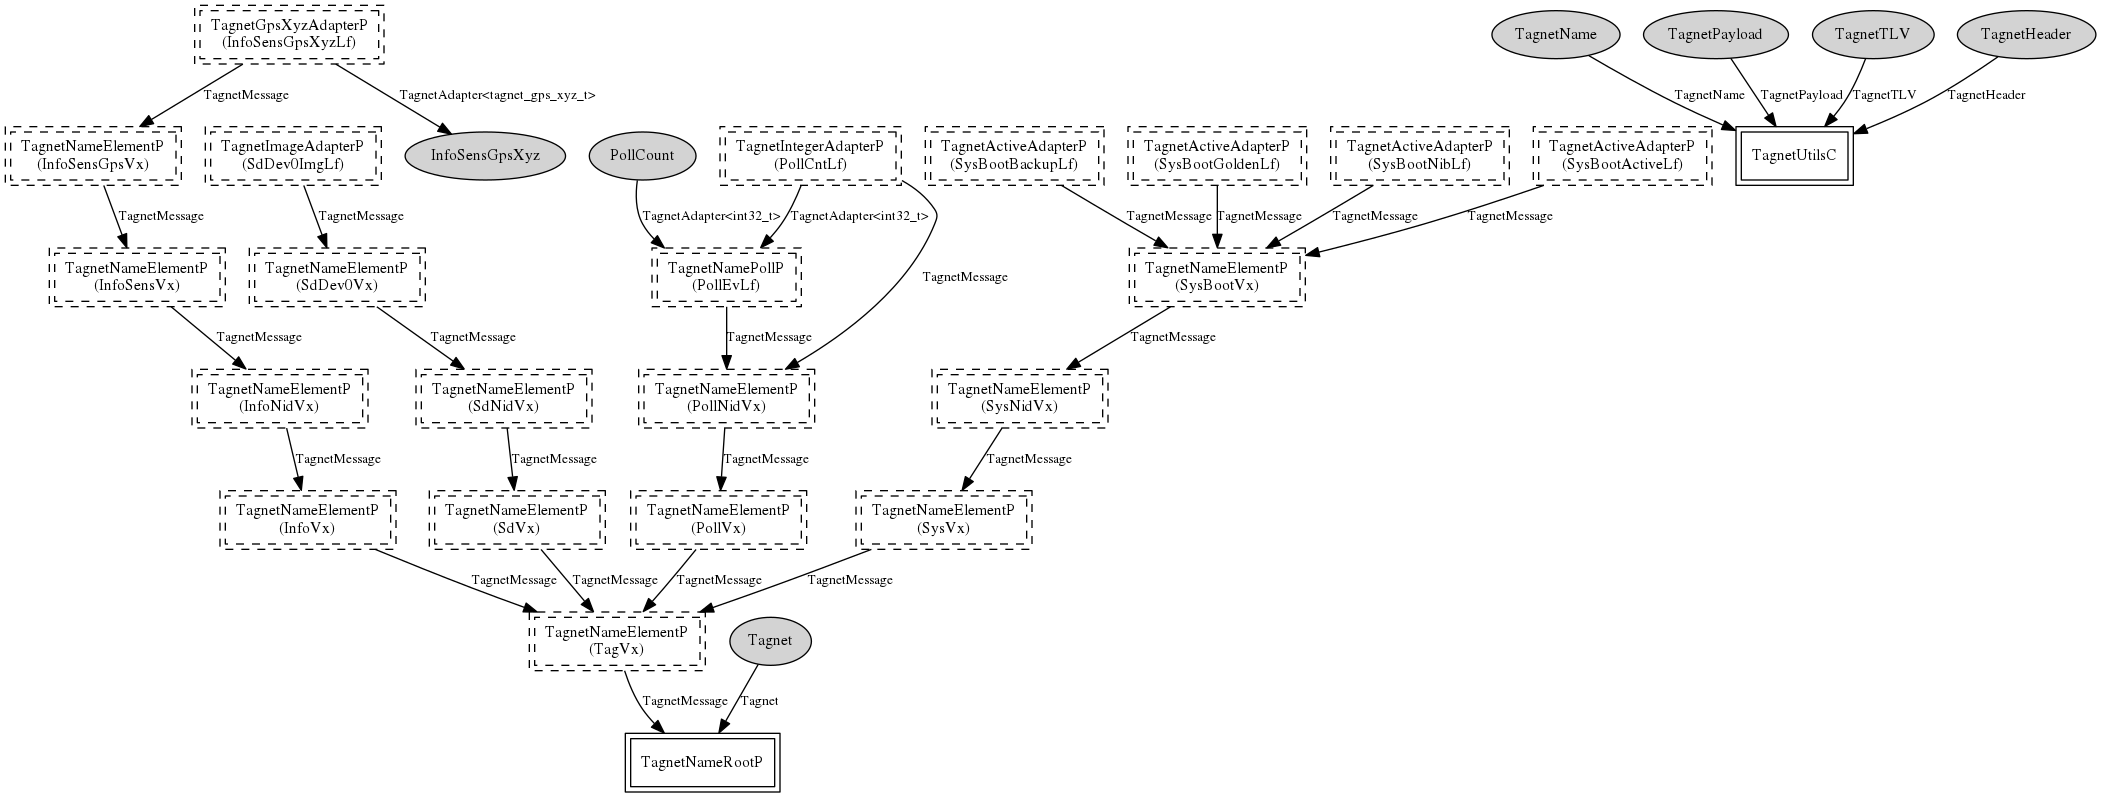 TagnetGpsXyzAdapterP
(InfoSensGpsXyzLf)
TagnetName
TagnetPayload
TagnetTLV
TagnetHeader
TagnetMessage
TagnetAdapter<tagnet_gps_xyz_t>
TagnetName
TagnetPayload
TagnetTLV
TagnetHeader
TagnetNameElementP
(InfoSensGpsVx)
TagnetImageAdapterP
(SdDev0ImgLf)
InfoSensGpsXyz
PollCount
TagnetIntegerAdapterP
(PollCntLf)
TagnetActiveAdapterP
(SysBootBackupLf)
TagnetActiveAdapterP
(SysBootGoldenLf)
TagnetActiveAdapterP
(SysBootNibLf)
TagnetActiveAdapterP
(SysBootActiveLf)
TagnetUtilsC
TagnetMessage
TagnetMessage
TagnetAdapter<int32_t>
TagnetAdapter<int32_t>
TagnetMessage
TagnetMessage
TagnetMessage
TagnetMessage
TagnetNameElementP
(InfoSensVx)
TagnetNameElementP
(SdDev0Vx)
TagnetNamePollP
(PollEvLf)
TagnetMessage
TagnetNameElementP
(SysBootVx)
TagnetMessage
TagnetMessage
TagnetMessage
TagnetMessage
TagnetNameElementP
(InfoNidVx)
TagnetNameElementP
(SdNidVx)
TagnetNameElementP
(PollNidVx)
TagnetNameElementP
(SysNidVx)
TagnetMessage
TagnetMessage
TagnetMessage
TagnetMessage
TagnetNameElementP
(InfoVx)
TagnetNameElementP
(SdVx)
TagnetNameElementP
(PollVx)
TagnetNameElementP
(SysVx)
TagnetMessage
TagnetMessage
TagnetMessage
TagnetMessage
TagnetNameElementP
(TagVx)
Tagnet
TagnetMessage
Tagnet
TagnetNameRootP